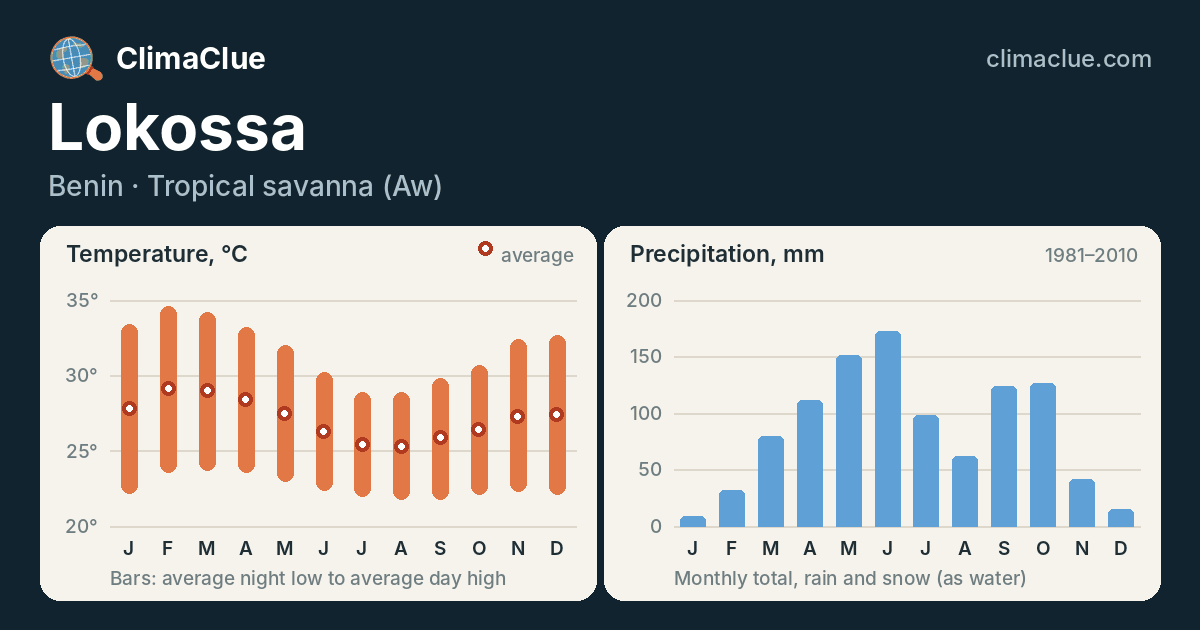 ClimaClue
climaclue.com
Lokossa
Benin · Tropical savanna (Aw)
Temperature, °C
average
35°
30°
25°
20°
J F M A M J J A S O N D
Bars: average night low to average day high
Precipitation, mm
1981–2010
200
150
100
50
0
J F M A M J J A S O N D
Monthly total, rain and snow (as water)